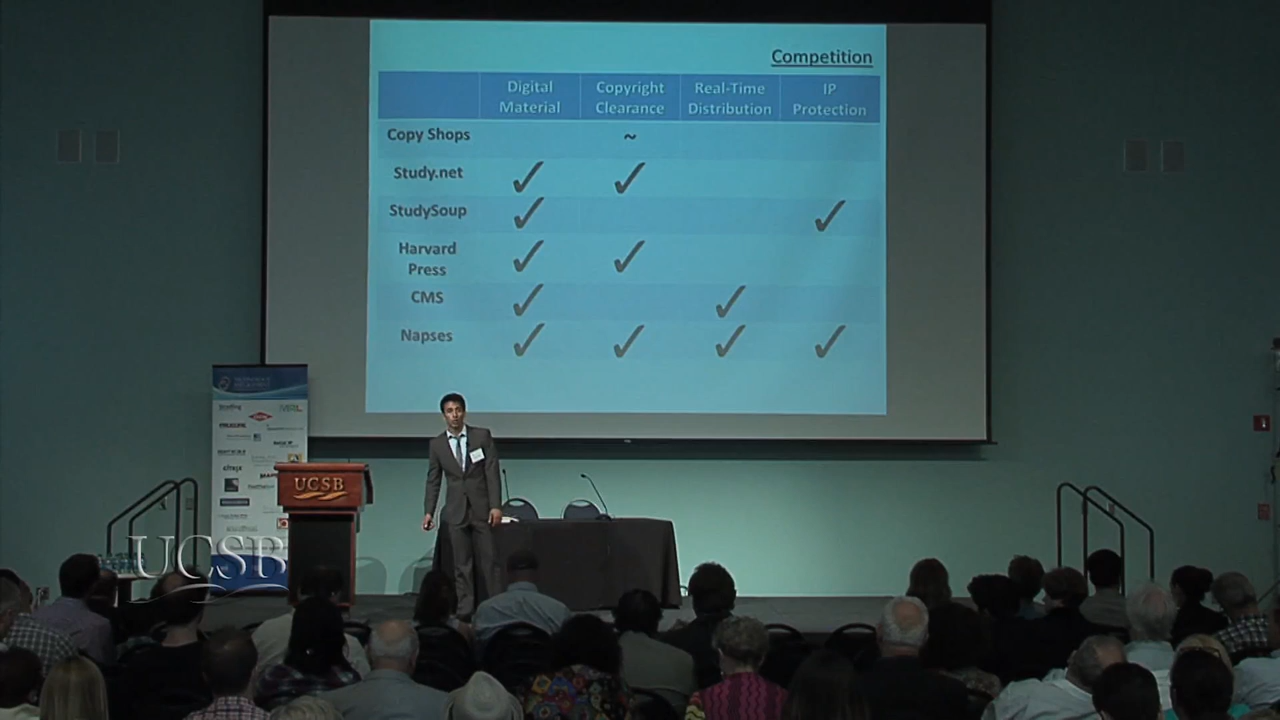 Competition
Digital Material Copyright Clearance Real-Time Distribution IP Protection
Copy Shops ~
Study.net ✓ ✓
StudySoup ✓ ✓
Harvard Press ✓ ✓
CMS ✓ ✓
Napses ✓ ✓ ✓ ✓
CITRIX
UCSB
UCSB